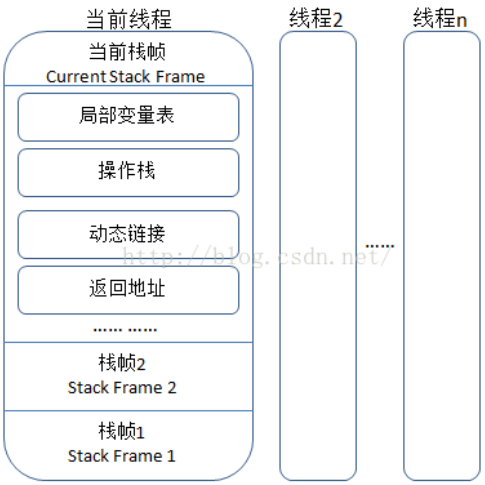 当前线程
线程2
线程n
当前栈帧
Current Stack Frame
局部变量表
操作栈
动态链接
http://blog.csdn.net/
返回地址
…… ……
……
栈帧2
Stack Frame 2
栈帧1
Stack Frame 1